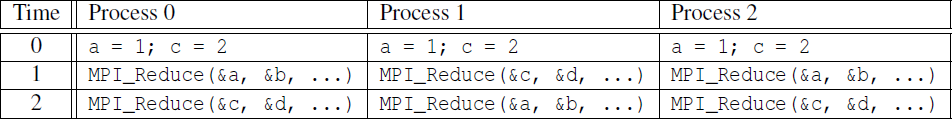 Time Process 0 Process 1 Process 2
0 a = 1; c = 2 a = 1; c = 2 a = 1; c = 2
1 MPI_Reduce(&a, &b, ...) MPI_Reduce(&c, &d, ...) MPI_Reduce(&a, &b, ...)
2 MPI_Reduce(&c, &d, ...) MPI_Reduce(&a, &b, ...) MPI_Reduce(&c, &d, ...)